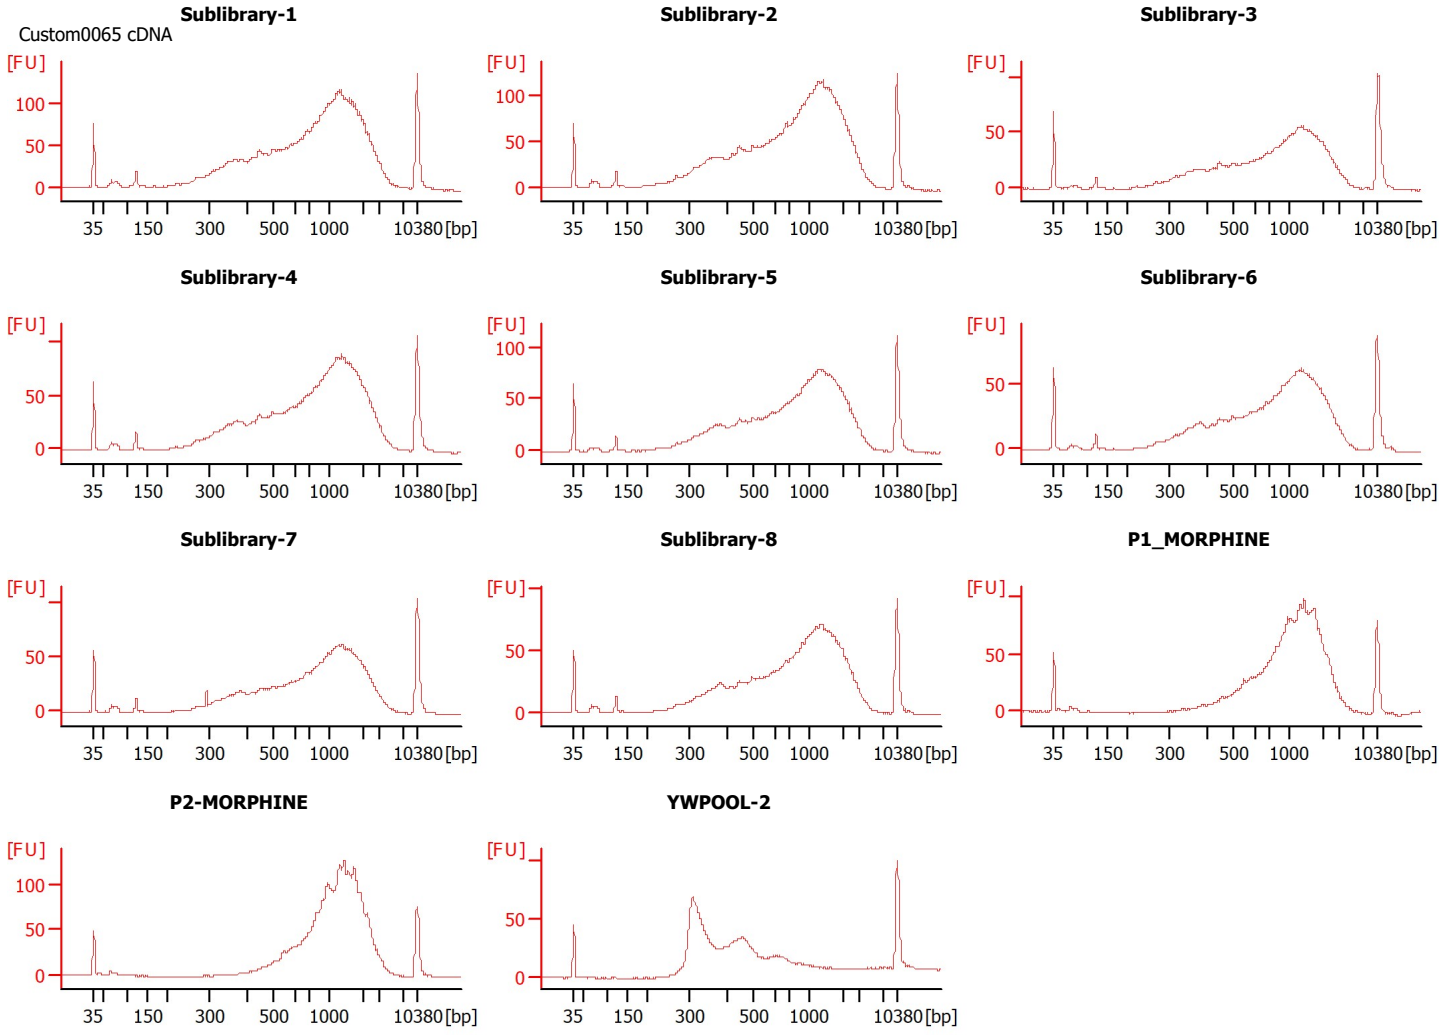 Sublibrary-1 Sublibrary-2 Sublibrary-3
Custom0065 cDNA
[FU] [FU] [FU]
100 100
50 50 50
0 0 0
35 150 300 500 1000 10380 [bp] 35 150 300 500 1000 10380 [bp] 35 150 300 500 1000 10380 [bp]
Sublibrary-4 Sublibrary-5 Sublibrary-6
[FU] [FU] [FU]
100
50 50 50
0 0 0
35 150 300 500 1000 10380 [bp] 35 150 300 500 1000 10380 [bp] 35 150 300 500 1000 10380 [bp]
Sublibrary-7 Sublibrary-8 P1_MORPHINE
[FU] [FU] [FU]
50 50 50
0 0 0
35 150 300 500 1000 10380 [bp] 35 150 300 500 1000 10380 [bp] 35 150 300 500 1000 10380 [bp]
P2-MORPHINE YWPOOL-2
[FU] [FU]
100
50 50
0 0
35 150 300 500 1000 10380 [bp] 35 150 300 500 1000 10380 [bp]